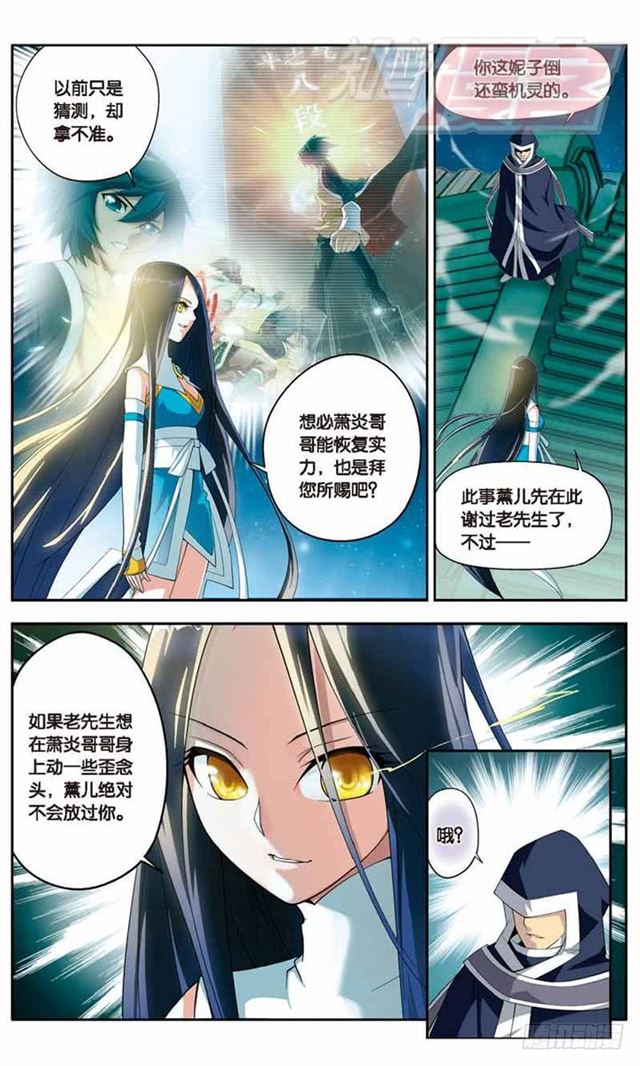 以前只是
猜测，却
拿不准。
八段
想必萧炎哥
哥能恢复实
力，也是拜
您所赐吧？
你这妮子倒
还蛮机灵的。
此事薰儿先在此
谢过老先生了，
不过——
如果老先生想
在萧炎哥哥身
上动一些歪念
头，薰儿绝对
不会放过你。
哦？